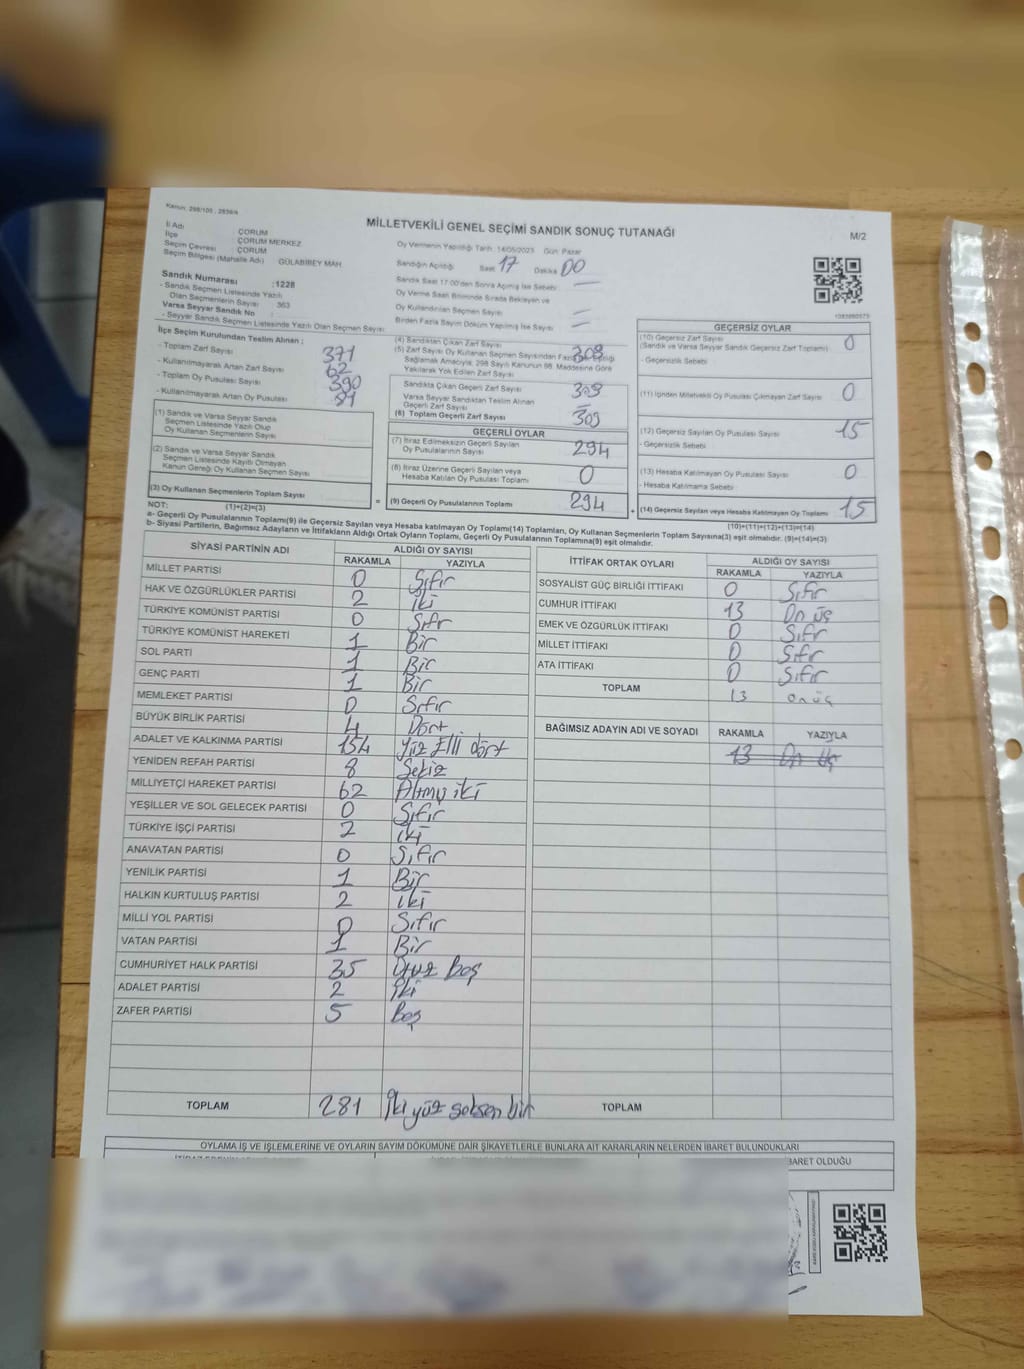 Kanun: 298/105, 2839/4
MİLLETVEKİLİ GENEL SEÇİMİ SANDIK SONUÇ TUTANAĞI
M/2
İl Adı : ÇORUM
İlçe : ÇORUM MERKEZ
Seçim Çevresi : ÇORUM
Seçim Bölgesi (Mahalle Adı) GÜLABİBEY MAH.
Sandık Numarası :1228
- Sandık Seçmen Listesinde Yazılı
Olan Seçmenlerin Sayısı : 363
Varsa Seyyar Sandık No :
- Seyyar Sandık Seçmen Listesinde Yazılı Olan Seçmen Sayısı
Oy Vermenin Yapıldığı Tarih: 14/05/2023 Gün: Pazar
Sandığın Açıldığı Saat 17 Dakika 00
Sandık Saat 17:00'den Sonra Açılmış İse Sebebi
Oy Verme Saati Bitiminde Sırada Bekleyen ve
Oy Kullandırılan Seçmen Sayısı
Birden Fazla Sayım Döküm Yapılmış İse Sayısı
İlçe Seçim Kurulundan Teslim Alınan :
- Toplam Zarf Sayısı 371
- Kullanılmayarak Artan Zarf Sayısı 62
- Toplam Oy Pusulası Sayısı 390
- Kullanılmayarak Artan Oy Pusulası
(1) Sandık ve Varsa Seyyar Sandık
Seçmen Listesinde Yazılı Olup
Oy Kullanan Seçmenlerin Sayısı
(2) Sandık ve Varsa Seyyar Sandık
Seçmen Listesinde Kayıtlı Olmayan
Kanun Gereği Oy Kullanan Seçmen Sayısı
(3) Oy Kullanan Seçmenlerin Toplam Sayısı
(1)+(2)=(3)
(4) Sandıktan Çıkan Zarf Sayısı 309
(5) Zarf Sayısı Oy Kullanan Seçmen Sayısından Fazla
Sağlamak Amacıyla, 298 Sayılı Kanunun 98. Maddesine Göre
Yakılarak Yok Edilen Zarf Sayısı
Sandıkta Çıkan Geçerli Zarf Sayısı 309
Varsa Seyyar Sandıktan Teslim Alınan
Geçerli Zarf Sayısı
(6) Toplam Geçerli Zarf Sayısı 309
GEÇERLİ OYLAR
(7) İtiraz Edilmeksizin Geçerli Sayılan
Oy Pusulalarının Sayısı 294
(8) İtiraz Üzerine Geçerli Sayılan veya
Hesaba Katılan Oy Pusulası Toplamı 0
= (9) Geçerli Oy Pusulalarının Toplamı 294 +
GEÇERSİZ OYLAR
(10) Geçersiz Zarf Sayısı 0
(Sandık ve Varsa Seyyar Sandık Geçersiz Zarf Toplamı)
- Geçersizlik Sebebi
(11) İçinden Milletvekili Oy Pusulası Çıkmayan Zarf Sayısı 0
(12) Geçersiz Sayılan Oy Pusulası Sayısı 15
- Geçersizlik Sebebi
(13) Hesaba Katılmayan Oy Pusulası Sayısı 0
- Hesaba Katılmama Sebebi
(14) Geçersiz Sayılan veya Hesaba Katılmayan Oy Toplamı 15
(10)+(11)+(12)+(13)=(14)
NOT:
a- Geçerli Oy Pusulalarının Toplamı(9) ile Geçersiz Sayılan veya Hesaba katılmayan Oy Toplamı(14) Toplamları, Oy Kullanan Seçmenlerin Toplam Sayısına(3) eşit olmalıdır. (9)+(14)=(3)
b- Siyasi Partilerin, Bağımsız Adayların ve İttifakların Aldığı Ortak Oyların Toplamı, Geçerli Oy Pusulalarının Toplamına(9) eşit olmalıdır.
SİYASİ PARTİNİN ADI ALDIĞI OY SAYISI
RAKAMLA YAZIYLA
MİLLET PARTİSİ 0 Sıfır
HAK VE ÖZGÜRLÜKLER PARTİSİ 2 İki
TÜRKİYE KOMÜNİST PARTİSİ 0 Sıfır
TÜRKİYE KOMÜNİST HAREKETİ 1 Bir
SOL PARTİ 1 Bir
GENÇ PARTİ 1 Bir
MEMLEKET PARTİSİ 0 Sıfır
BÜYÜK BİRLİK PARTİSİ 4 Dört
ADALET VE KALKINMA PARTİSİ 154 Yüz Elli dört
YENİDEN REFAH PARTİSİ 8 Sekiz
MİLLİYETÇİ HAREKET PARTİSİ 62 Altmış iki
YEŞİLLER VE SOL GELECEK PARTİSİ 0 Sıfır
TÜRKİYE İŞÇİ PARTİSİ 2 iki
ANAVATAN PARTİSİ 0 Sıfır
YENİLİK PARTİSİ 1 Bir
HALKIN KURTULUŞ PARTİSİ 2 iki
MİLLİ YOL PARTİSİ 0 Sıfır
VATAN PARTİSİ 1 Bir
CUMHURİYET HALK PARTİSİ 35 Otuz Beş
ADALET PARTİSİ 2 İki
ZAFER PARTİSİ 5 Beş
TOPLAM 281 İki yüz seksen bir
İTTİFAK ORTAK OYLARI ALDIĞI OY SAYISI
RAKAMLA YAZIYLA
SOSYALİST GÜÇ BİRLİĞİ İTTİFAKI 0 Sıfır
CUMHUR İTTİFAKI 13 On üç
EMEK VE ÖZGÜRLÜK İTTİFAKI 0 Sıfır
MİLLET İTTİFAKI 0 Sıfır
ATA İTTİFAKI 0 Sıfır
TOPLAM 13 onüç
BAĞIMSIZ ADAYIN ADI VE SOYADI RAKAMLA YAZIYLA
13 On üç
TOPLAM
OYLAMA İŞ VE İŞLEMLERİNE VE OYLARIN SAYIM DÖKÜMÜNE DAİR ŞİKAYETLERLE BUNLARA AİT KARARLARIN NELERDEN İBARET BULUNDUKLARI
İBARET OLDUĞU